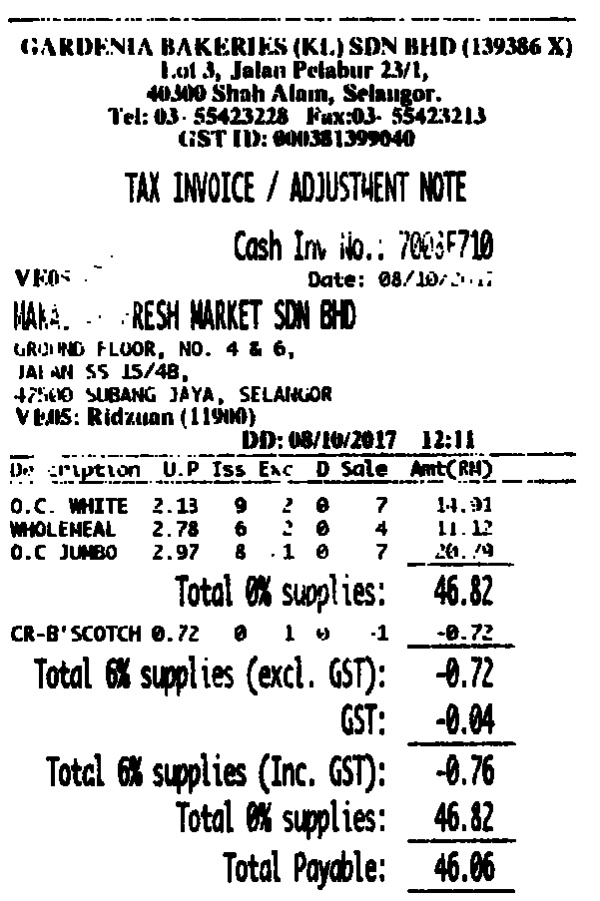 GARDENIA BAKERIES (KL) SDN BHD (139386 X)
Lot 3, Jalan Pelabur 23/1,
40300 Shah Alam, Selangor.
Tel: 03- 55423228 Fax:03- 55423213
GST ID: 000381399040
TAX INVOICE / ADJUSTMENT NOTE
Cash Inv No.:
Date: 08/10/2017
RESH MARKET SDN BHD
GROUND FLOOR, NO. 4 & 6,
JALAN SS 15/4B,
47500 SUBANG JAYA, SELANGOR
VE05: Ridzuan (11900)
DD: 08/10/2017 12:11
Description U.P Iss Exc D Sale Amt(RM)
O.C. WHITE 2.13 9 2 0 7 14.91
WHOLEMEAL 2.78 6 2 0 4 11.12
O.C JUMBO 2.97 8 1 0 7 20.79
Total 0% supplies: 46.82
CR-B'SCOTCH 0.72 0 1 0 -1 -0.72
Total 6% supplies (excl. GST): -0.72
GST: -0.04
Total 6% supplies (Inc. GST): -0.76
Total 0% supplies: 46.82
Total Payable: 46.06